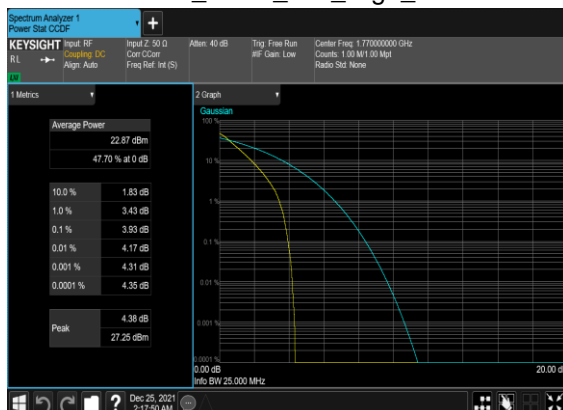 Spectrum Analyzer 1
Power Stat CCDF
KEYSIGHT
RL
Input: RF
Coupling: DC
Align: Auto
Input Z: 50 Ω
Corr CCorr
Freq Ref: Int (S)
Atten: 40 dB
Trig: Free Run
#IF Gain: Low
Center Freq: 1.770000000 GHz
Counts: 1.00 M/1.00 Mpt
Radio Std: None
1 Metrics
Average Power
22.87 dBm
47.70 % at 0 dB
10.0 % 1.83 dB
1.0 % 3.43 dB
0.1 % 3.93 dB
0.01 % 4.17 dB
0.001 % 4.31 dB
0.0001 % 4.35 dB
Peak
4.38 dB
27.25 dBm
2 Graph
Gaussian
100 %
10 %
1 %
0.1 %
0.01 %
0.001 %
0.0001 %
0.00 dB
20.00 d
Info BW 25.000 MHz
?
Dec 25, 2021
2:17:50 AM